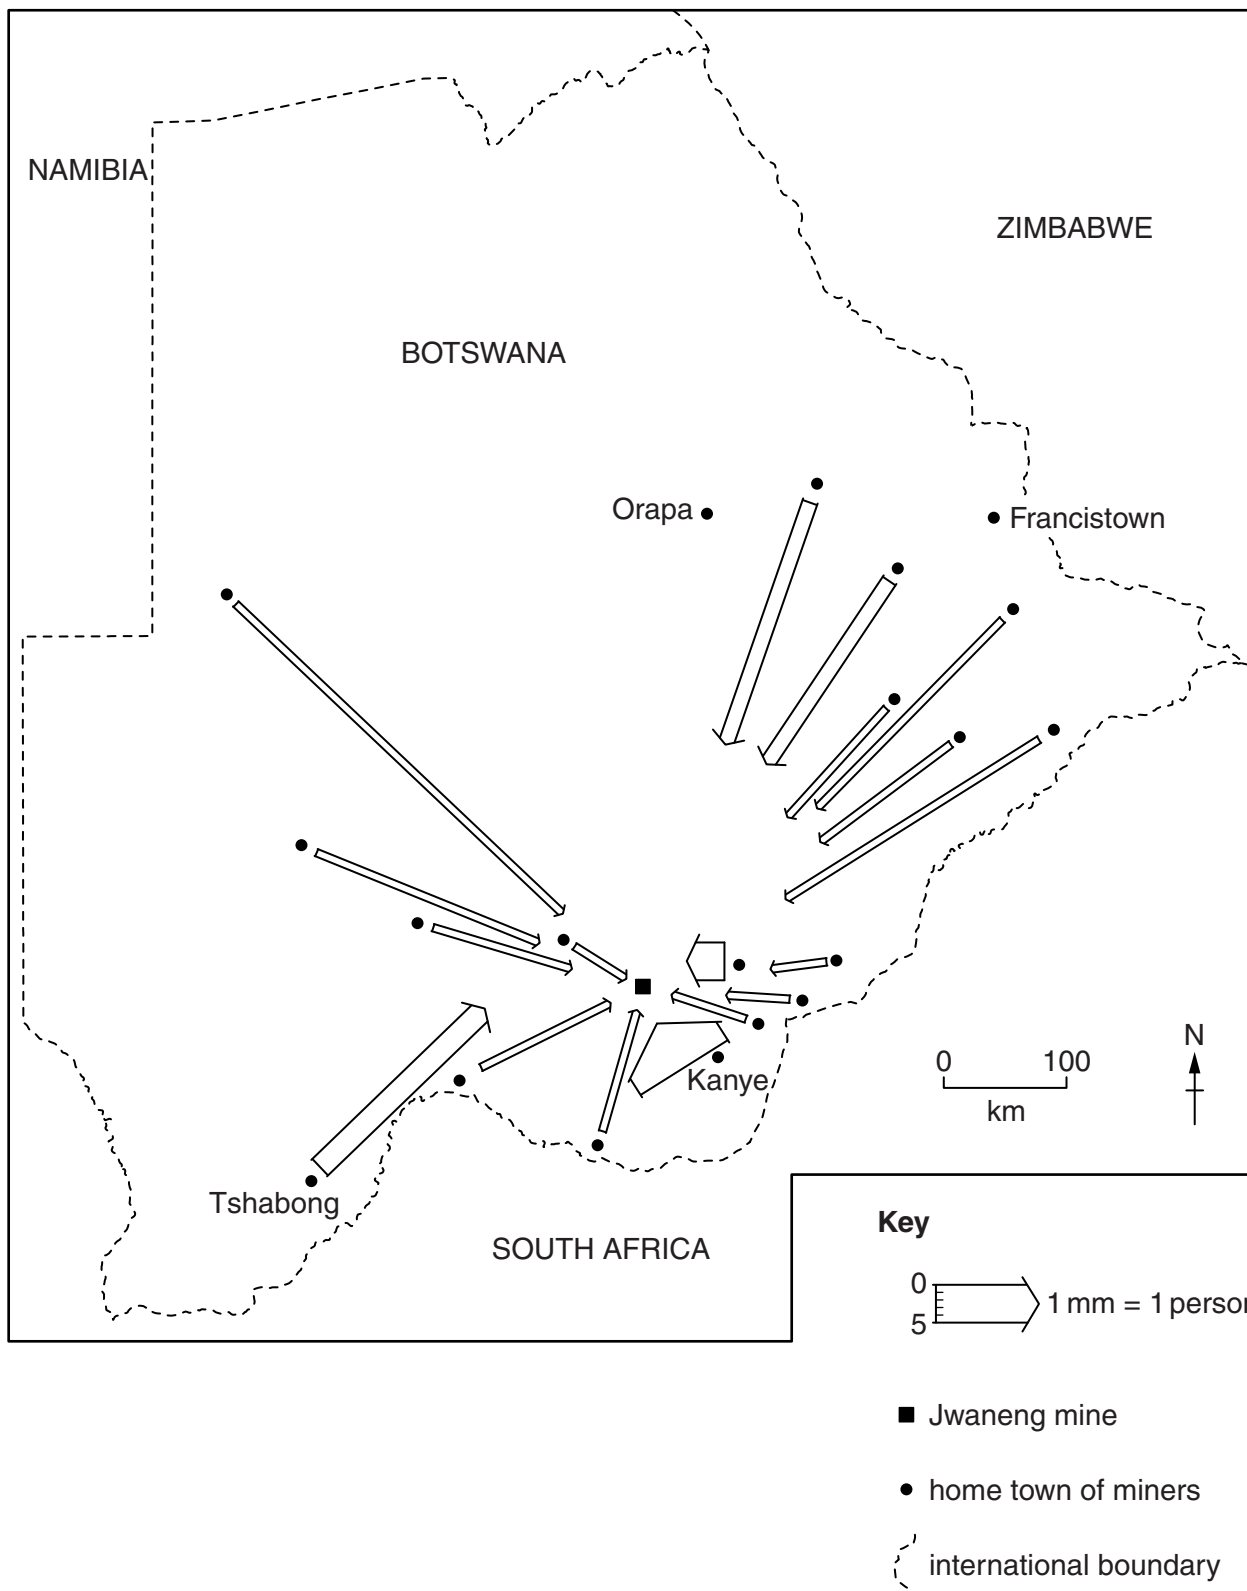 NAMIBIA
ZIMBABWE
BOTSWANA
Orapa
Francistown
N
0 100
km
Kanye
Tshabong
SOUTH AFRICA
Key
0
1 mm = 1 person
5
Jwaneng mine
home town of miners
international boundary